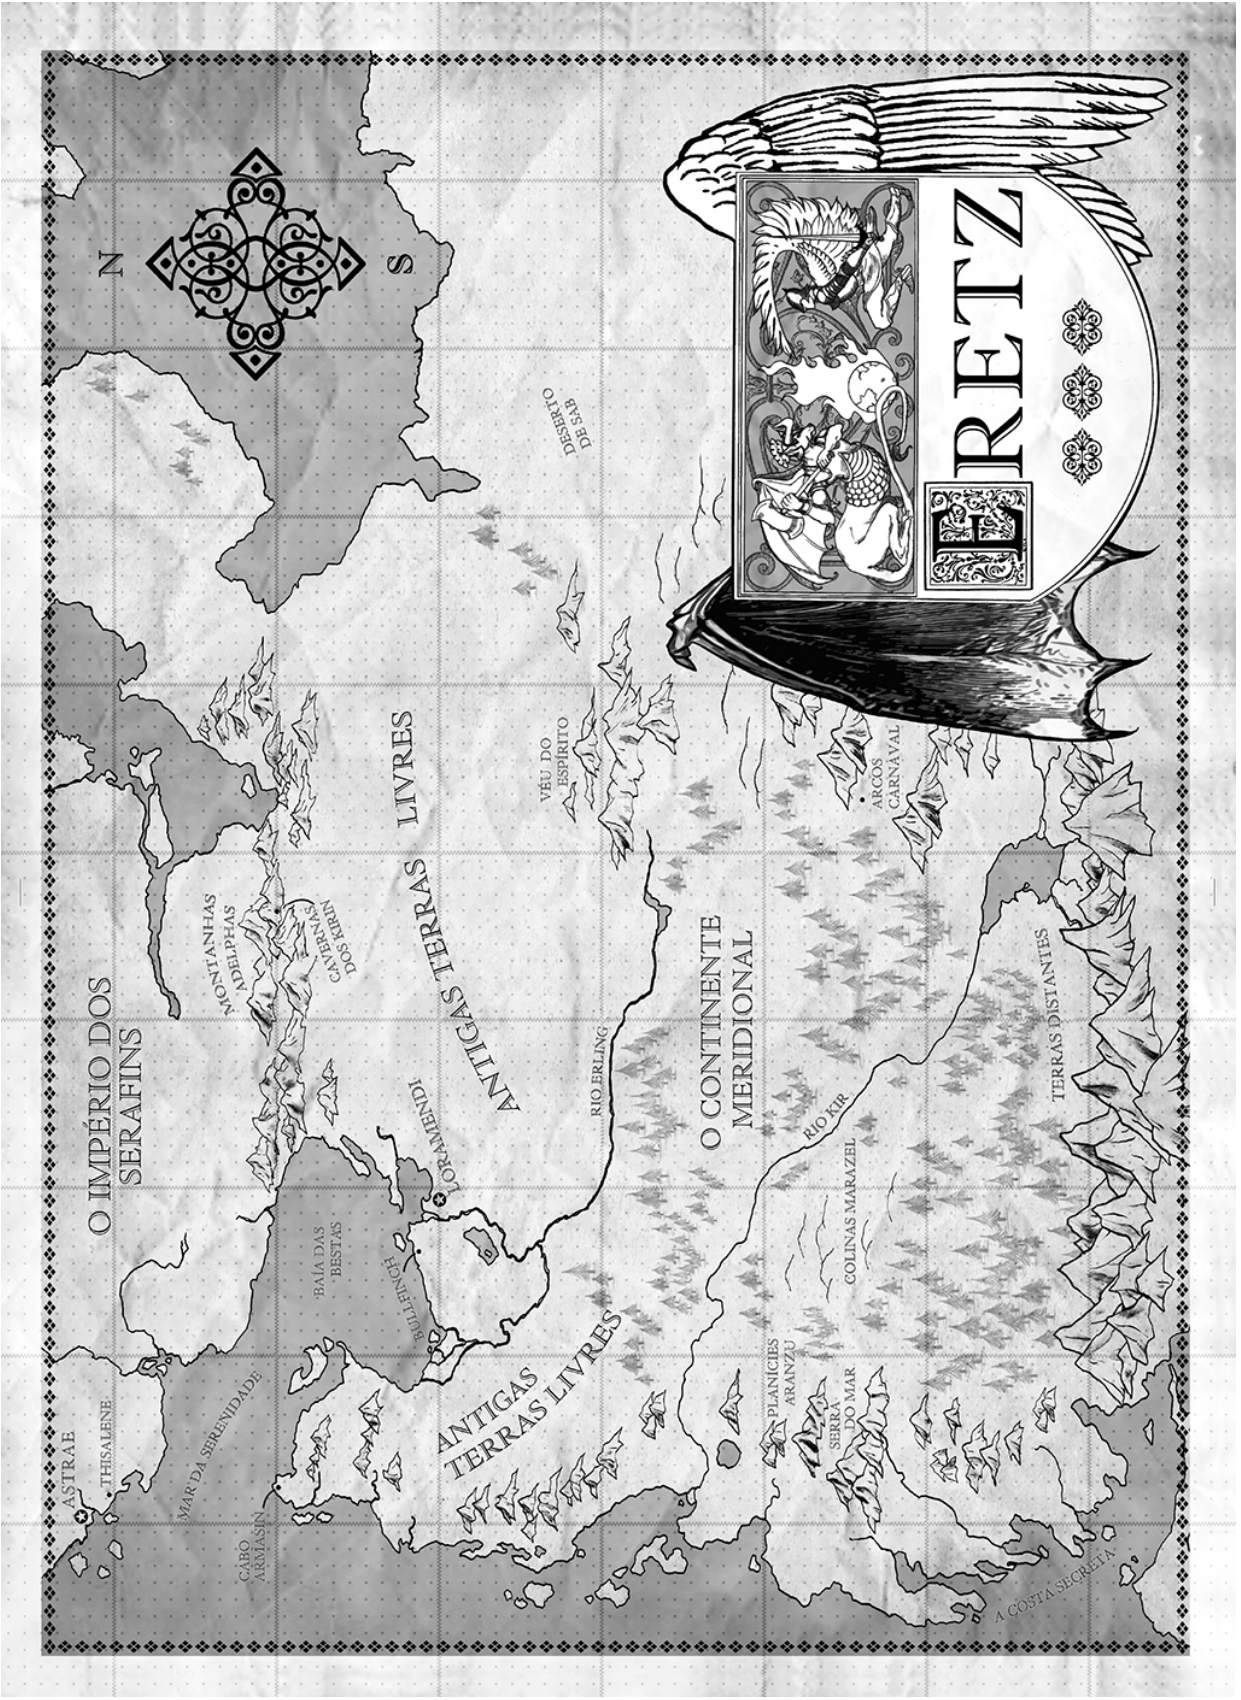 ASTRAE
THISALENE
O IMPÉRIO DOS
SERAFINS
N
S
MAR DA SERENIDADE
CABO
ARMASIN
BAÍA DAS
BESTAS
MONTANHAS
ADELPHAS
CAVERNAS
DOS KIRIN
BULLFINCH
LORAMENDI
ANTIGAS TERRAS LIVRES
ANTIGAS
TERRAS LIVRES
VÉU DO
ESPÍRITO
DESERTO
DE SAB
RIO ERLING
O CONTINENTE
MERIDIONAL
PLANÍCIES
ARANZU
SERRA
DO MAR
RIO KIR
COLINAS MARAZEL
ARCOS
CARNAVAL
TERRAS DISTANTES
A COSTA SECRETA
ERETZ